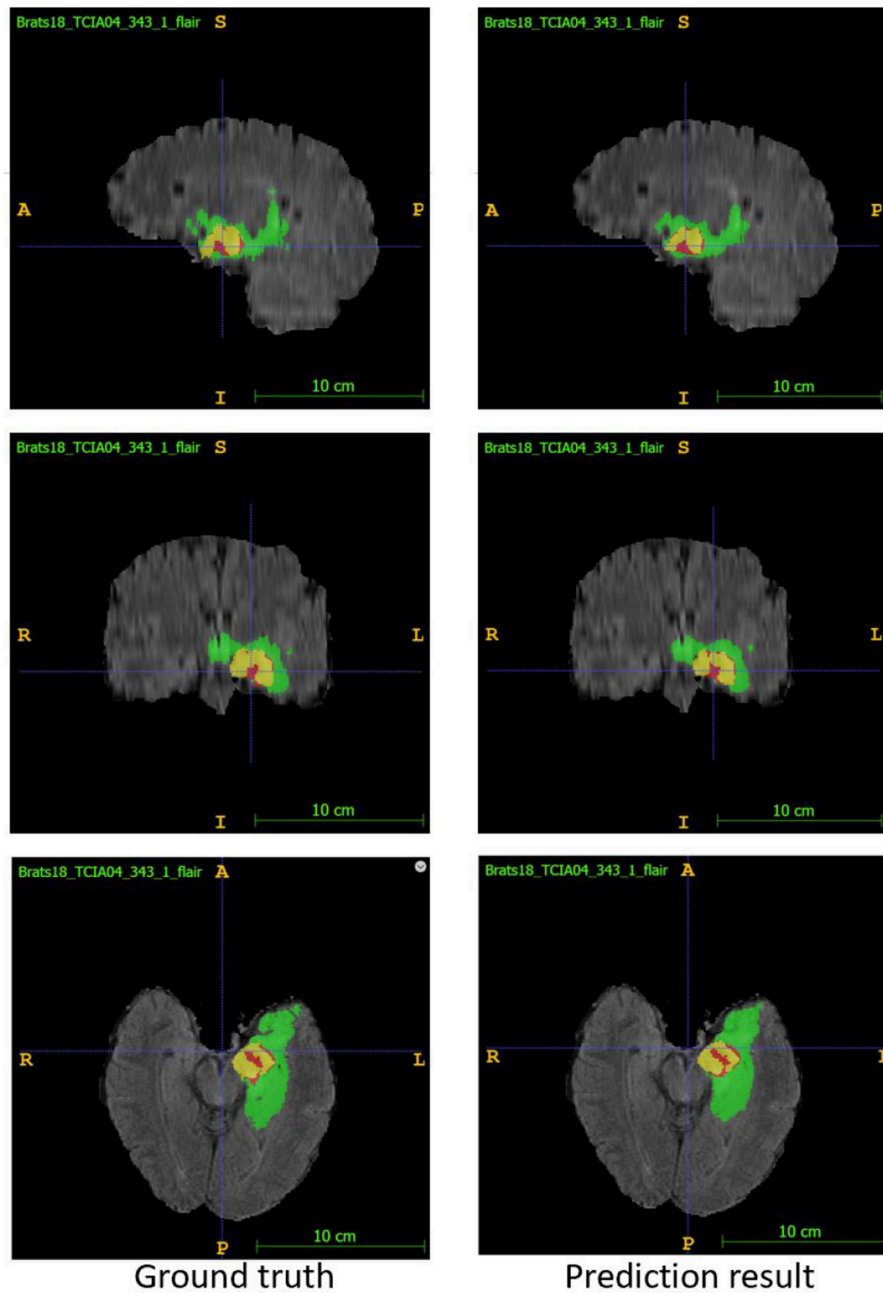 Brats18_TCIA04_343_1_flair S
A P
10 cm
I
Brats18_TCIA04_343_1_flair S
A P
10 cm
I
Brats18_TCIA04_343_1_flair S
R L
10 cm
I
Brats18_TCIA04_343_1_flair S
R L
10 cm
I
Brats18_TCIA04_343_1_flair A
R L
10 cm
P
Brats18_TCIA04_343_1_flair A
R
10 cm
P
Ground truth
Prediction result